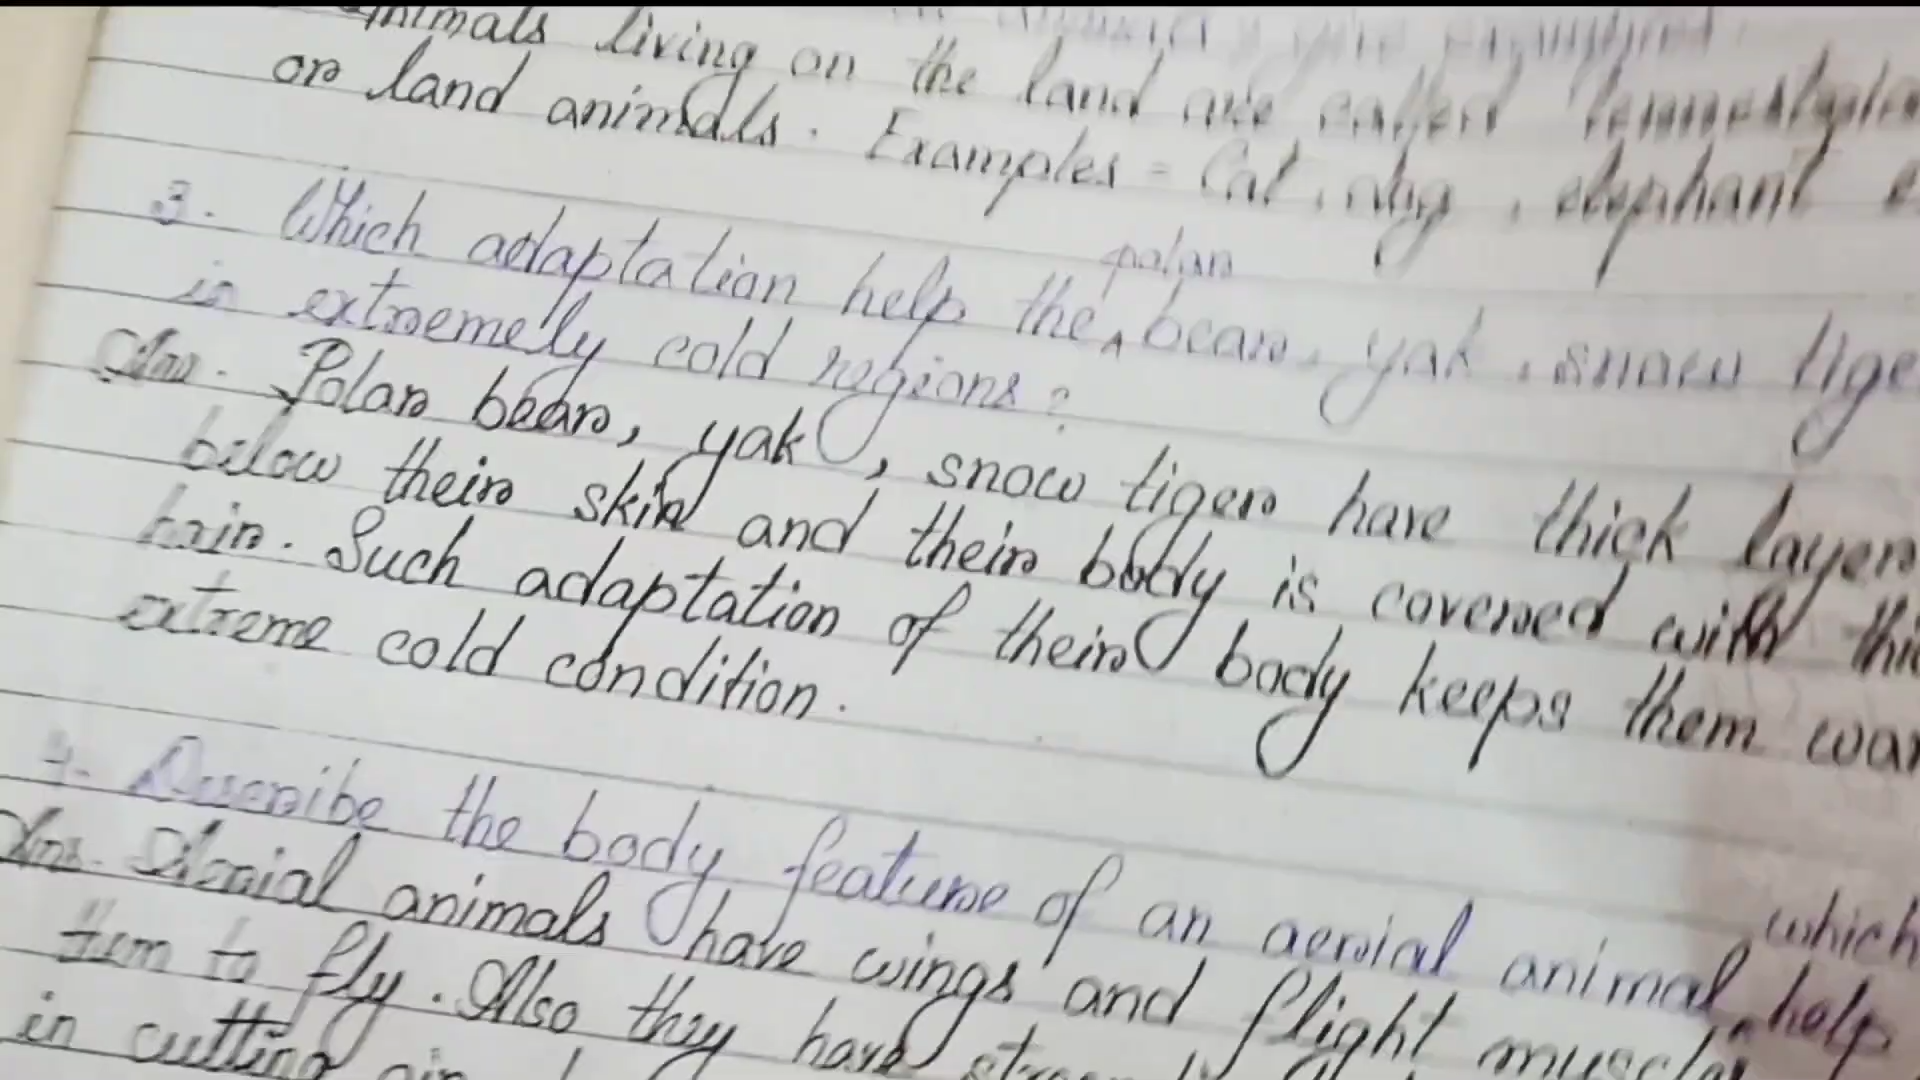 animals living on the land are called
or land animals. Examples = Cat, dog, elephant
3. Which adaptation help the polar bear, yak, snow tige
in extremely cold regions?
Ans. Polar bear, yak, snow tiger have thick layer
below their skin and their body is covered with thi
hair. Such adaptation of their body keeps them war
extreme cold condition.
4. Describe the body feature of an aerial animal which help
Ans. Aerial animals have wings and flight muscles
them to fly. Also they have
in cutting air